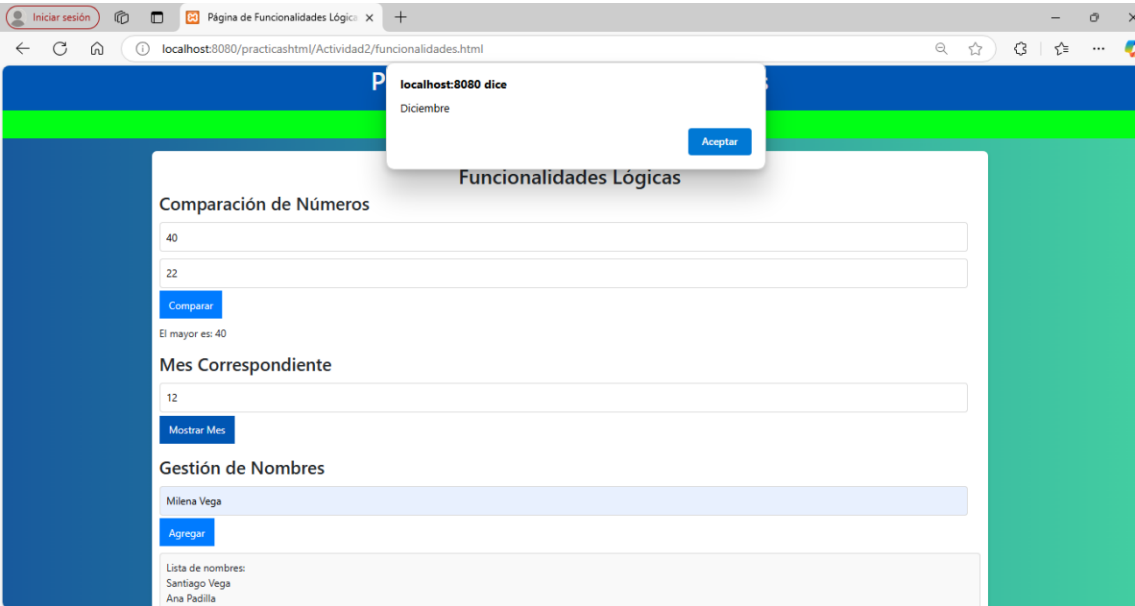 Iniciar sesión
Página de Funcionalidades Lógica
localhost:8080/practicashtml/Actividad2/funcionalidades.html
P
localhost:8080 dice
Diciembre
Aceptar
Funcionalidades Lógicas
Comparación de Números
40
22
Comparar
El mayor es: 40
Mes Correspondiente
12
Mostrar Mes
Gestión de Nombres
Milena Vega
Agregar
Lista de nombres:
Santiago Vega
Ana Padilla